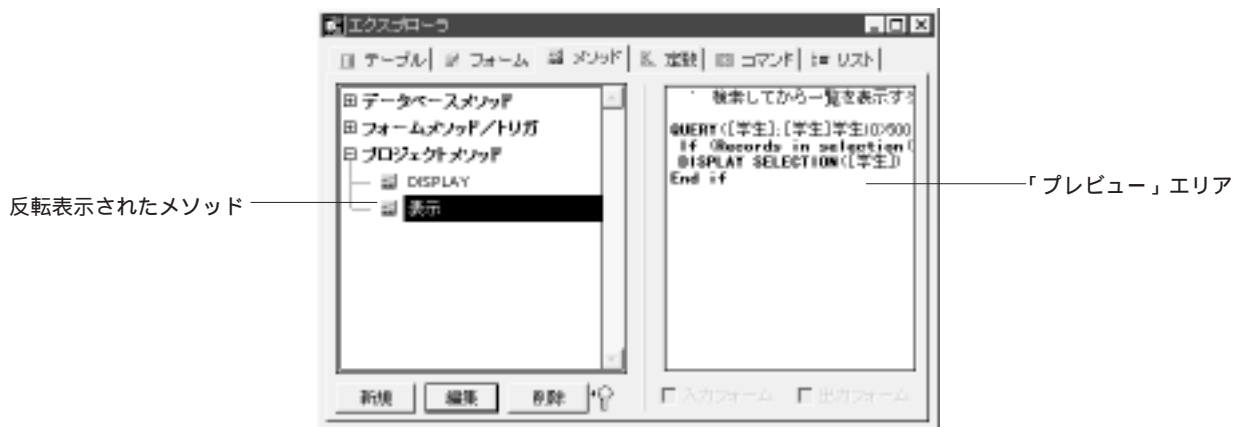 エクスプローラ
テーブル フォーム メソッド 定数 コマンド リスト
データベースメソッド
フォームメソッド/トリガ
プロジェクトメソッド
DISPLAY
表示
` 検索してから一覧を表示す
QUERY([学生];[学生]学生ID>500
If (Records in selection(
DISPLAY SELECTION([学生])
End if
反転表示されたメソッド
「プレビュー」エリア
新規 編集 削除
入力フォーム 出力フォーム